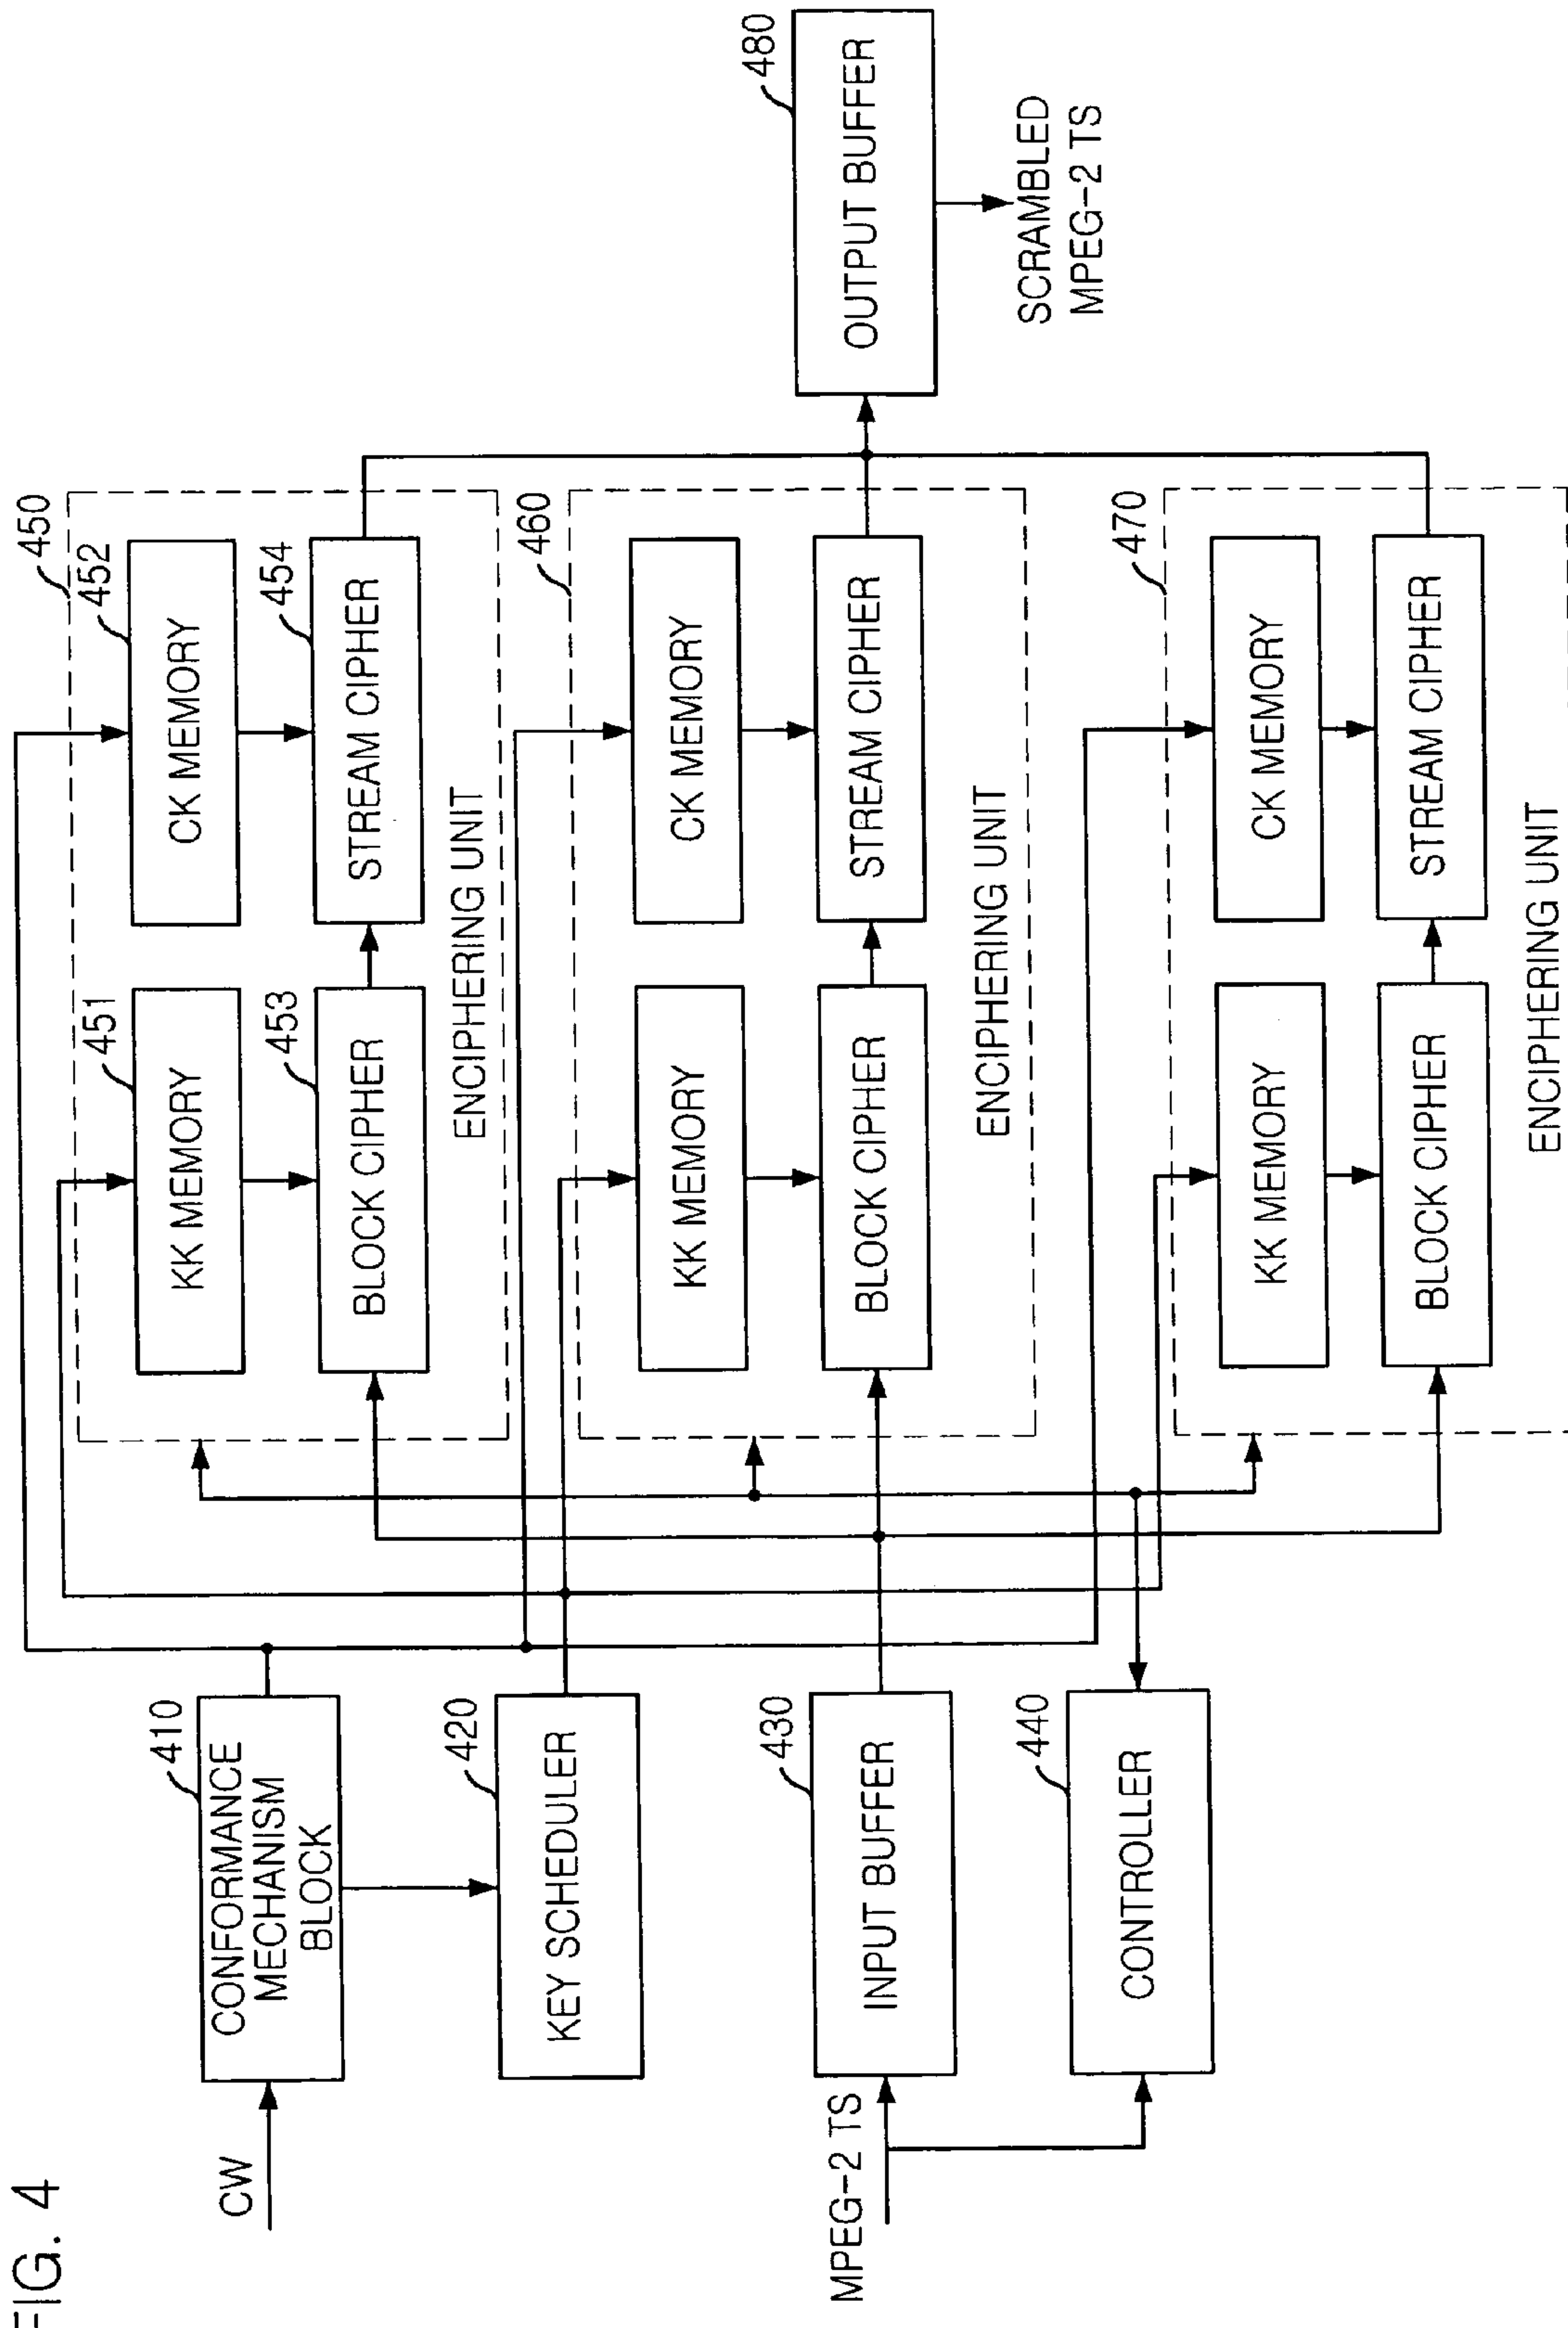 FIG. 4
CW
410
CONFORMANCE
MECHANISM
BLOCK
420
KEY SCHEDULER
MPEG-2 TS
430
INPUT BUFFER
440
CONTROLLER
450
451
KK MEMORY
452
CK MEMORY
453
BLOCK CIPHER
454
STREAM CIPHER
ENCIPHERING UNIT
460
KK MEMORY
CK MEMORY
BLOCK CIPHER
STREAM CIPHER
ENCIPHERING UNIT
470
KK MEMORY
CK MEMORY
BLOCK CIPHER
STREAM CIPHER
ENCIPHERING UNIT
480
OUTPUT BUFFER
SCRAMBLED
MPEG-2 TS